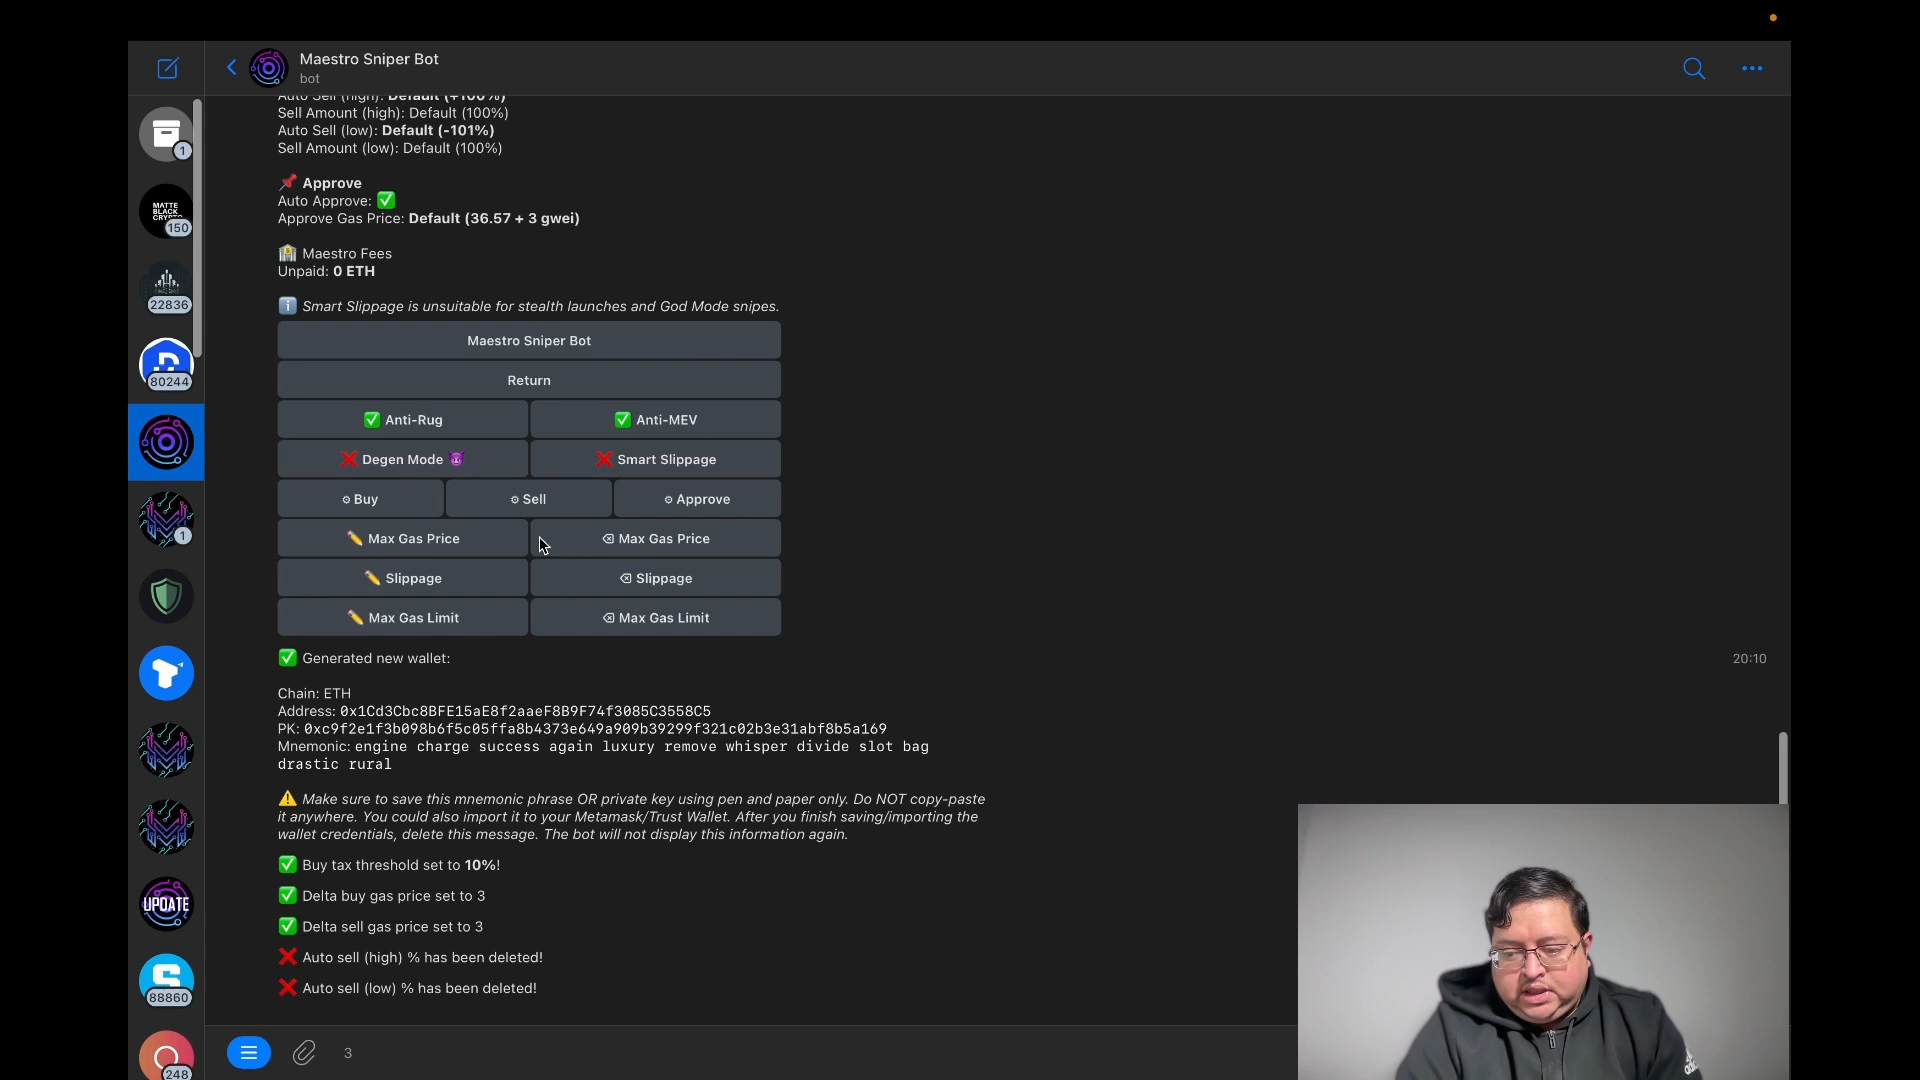 Maestro Sniper Bot
bot
Auto Sell (high): Default (+100%)
Sell Amount (high): Default (100%)
Auto Sell (low): Default (-101%)
Sell Amount (low): Default (100%)
📌 Approve
Auto Approve: ✅
Approve Gas Price: Default (36.57 + 3 gwei)
🏦 Maestro Fees
Unpaid: 0 ETH
ℹ️ Smart Slippage is unsuitable for stealth launches and God Mode snipes.
Maestro Sniper Bot
Return
✅ Anti-Rug ✅ Anti-MEV
❌ Degen Mode 😈 ❌ Smart Slippage
⚙ Buy ⚙ Sell ⚙ Approve
✏️ Max Gas Price ⌫ Max Gas Price
✏️ Slippage ⌫ Slippage
✏️ Max Gas Limit ⌫ Max Gas Limit
✅ Generated new wallet: 20:10
Chain: ETH
Address: 0x1Cd3Cbc8BFE15aE8f2aaeF8B9F74f3085C3558C5
PK: 0xc9f2e1f3b098b6f5c05ffa8b4373e649a909b39299f321c02b3e31abf8b5a169
Mnemonic: engine charge success again luxury remove whisper divide slot bag
drastic rural
⚠️ Make sure to save this mnemonic phrase OR private key using pen and paper only. Do NOT copy-paste
it anywhere. You could also import it to your Metamask/Trust Wallet. After you finish saving/importing the
wallet credentials, delete this message. The bot will not display this information again.
✅ Buy tax threshold set to 10%!
✅ Delta buy gas price set to 3
✅ Delta sell gas price set to 3
❌ Auto sell (high) % has been deleted!
❌ Auto sell (low) % has been deleted!
3
1
MATTE
BLACK
CRYPTO
150
22836
80244
1
UPDATE
S
88860
248